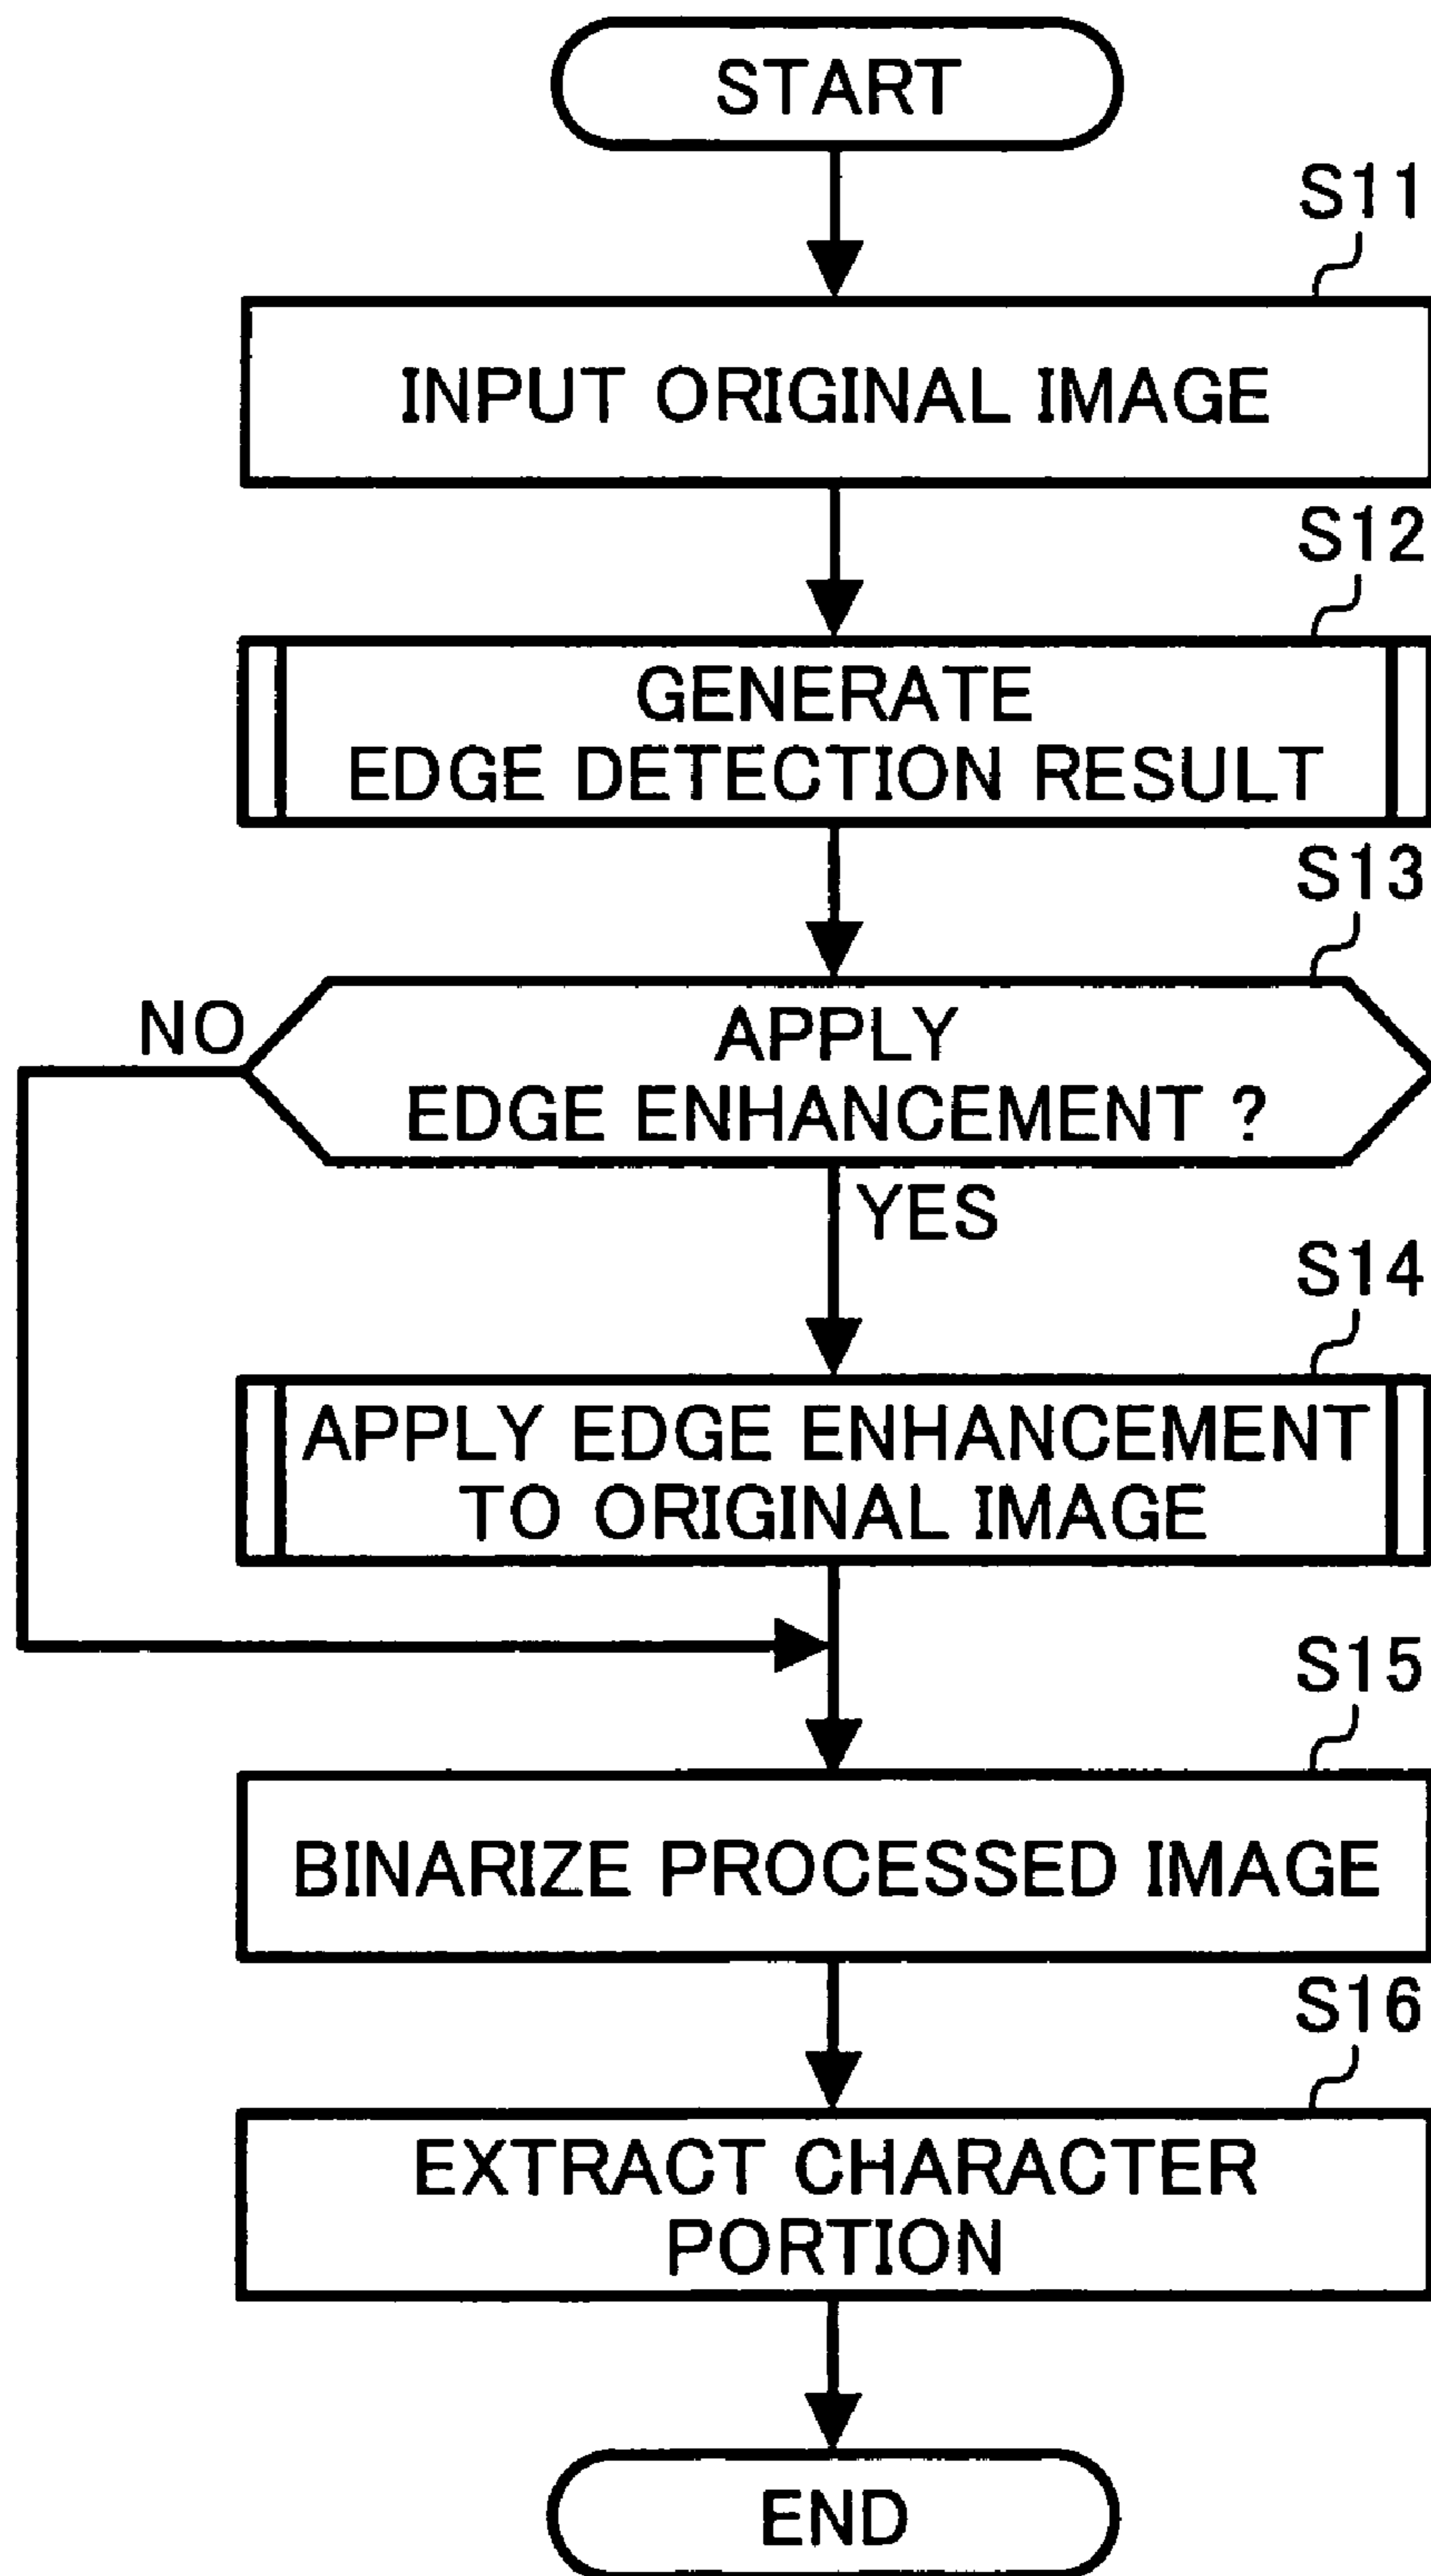 START
S11
INPUT ORIGINAL IMAGE
S12
GENERATE
EDGE DETECTION RESULT
S13
NO
APPLY
EDGE ENHANCEMENT ?
YES
S14
APPLY EDGE ENHANCEMENT
TO ORIGINAL IMAGE
S15
BINARIZE PROCESSED IMAGE
S16
EXTRACT CHARACTER
PORTION
END